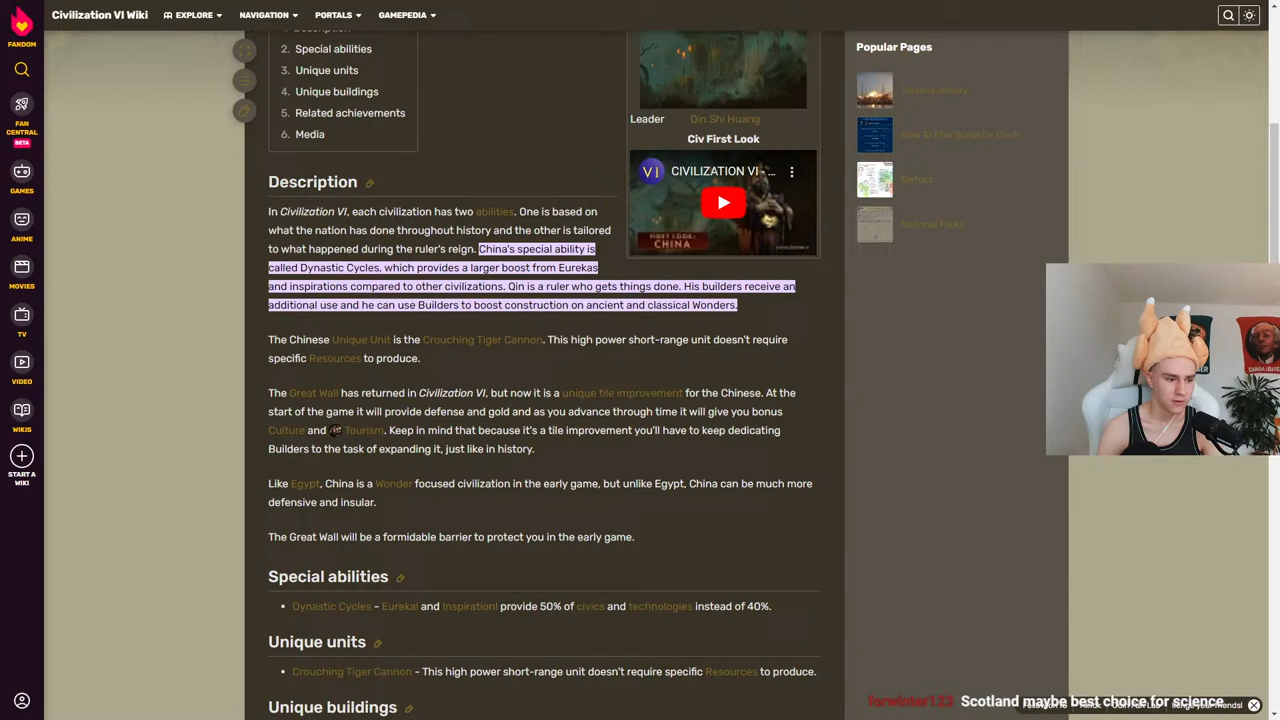 Civilization VI Wiki
EXPLORE
NAVIGATION
PORTALS
GAMEPEDIA
FANDOM
FAN CENTRAL
BETA
GAMES
ANIME
MOVIES
TV
VIDEO
WIKIS
START A WIKI
2. Special abilities
3. Unique units
4. Unique buildings
5. Related achievements
6. Media
Leader Qin Shi Huang
Civ First Look
VI CIVILIZATION VI - ...
FIRST LOOK:
CHINA
Popular Pages
Science victory
How To Play Guide for Civ 6
District
National Parks
Description
In Civilization VI, each civilization has two abilities. One is based on
what the nation has done throughout history and the other is tailored
to what happened during the ruler's reign. China's special ability is
called Dynastic Cycles, which provides a larger boost from Eurekas
and inspirations compared to other civilizations. Qin is a ruler who gets things done. His builders receive an
additional use and he can use Builders to boost construction on ancient and classical Wonders.
The Chinese Unique Unit is the Crouching Tiger Cannon. This high power short-range unit doesn't require
specific Resources to produce.
The Great Wall has returned in Civilization VI, but now it is a unique tile improvement for the Chinese. At the
start of the game it will provide defense and gold and as you advance through time it will give you bonus
Culture and Tourism. Keep in mind that because it's a tile improvement you'll have to keep dedicating
Builders to the task of expanding it, just like in history.
Like Egypt, China is a Wonder focused civilization in the early game, but unlike Egypt, China can be much more
defensive and insular.
The Great Wall will be a formidable barrier to protect you in the early game.
Special abilities
• Dynastic Cycles - Eureka! and Inspiration! provide 50% of civics and technologies instead of 40%.
Unique units
• Crouching Tiger Cannon - This high power short-range unit doesn't require specific Resources to produce.
Unique buildings
forwinter123 Scotland maybe best choice for science